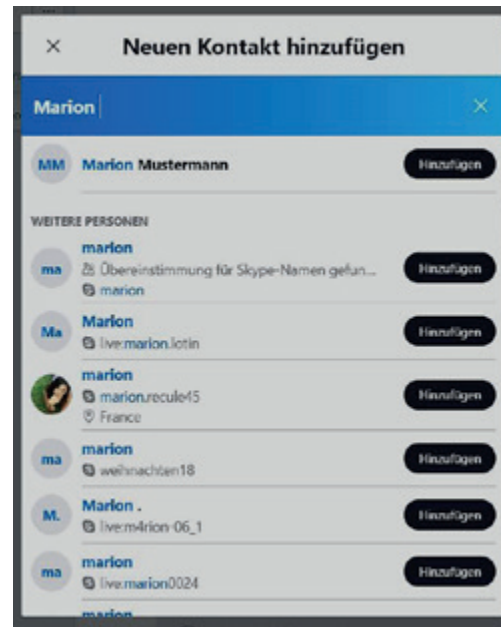 Neuen Kontakt hinzufügen
Marion
MM Marion Mustermann Hinzufügen
WEITERE PERSONEN
marion
ma Übereinstimmung für Skype-Namen gefun... Hinzufügen
marion
Marion
Ma live:marion.lotin Hinzufügen
marion
marion.recule45 Hinzufügen
France
marion
ma weihnachten18 Hinzufügen
Marion .
M. live:m4rion-06_1 Hinzufügen
marion
ma live:marion0024 Hinzufügen
marion